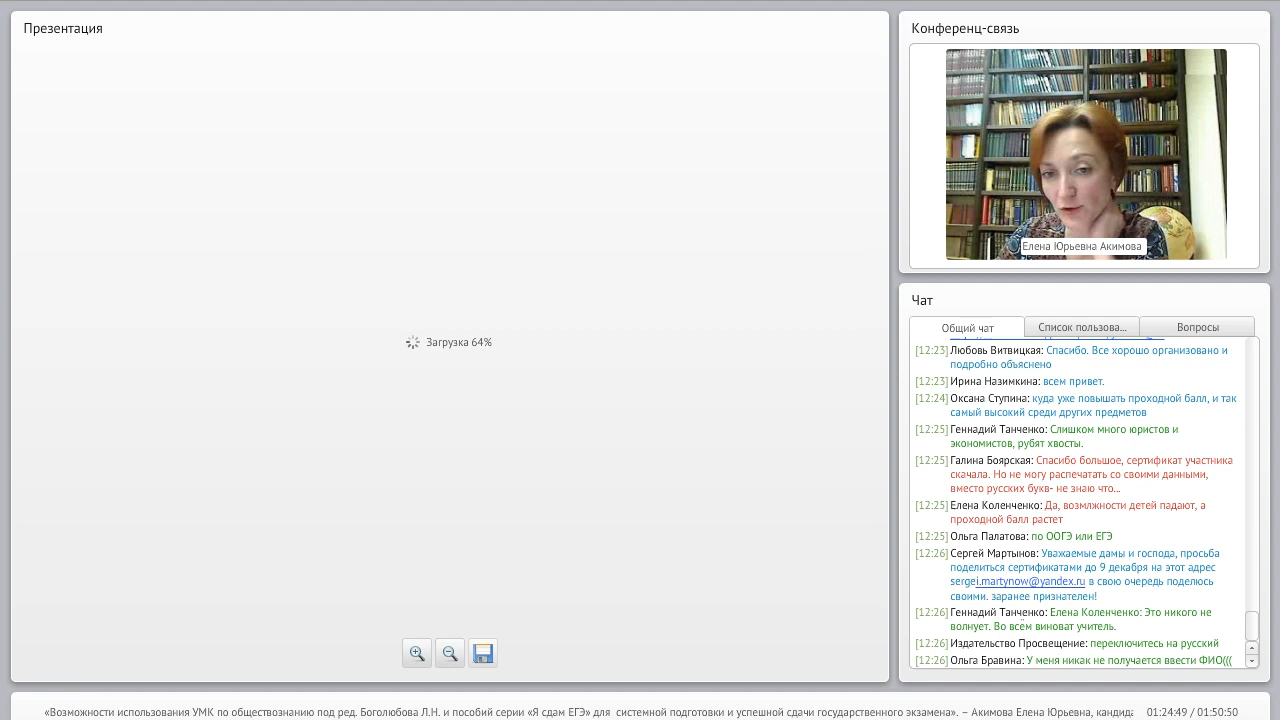 Презентация
Загрузка 64%
Конференц-связь
Елена Юрьевна Акимова
Чат
Общий чат
Список пользова...
Вопросы
[12:23] Любовь Витвицкая: Спасибо. Все хорошо организовано и
подробно объяснено
[12:23] Ирина Назимкина: всем привет.
[12:24] Оксана Ступина: куда уже повышать проходной балл, и так
самый высокий среди других предметов
[12:25] Геннадий Танченко: Слишком много юристов и
экономистов, рубят хвосты.
[12:25] Галина Боярская: Спасибо большое, сертификат участника
скачала. Но не могу распечатать со своими данными,
вместо русских букв- не знаю что...
[12:25] Елена Коленченко: Да, возмлжности детей падают, а
проходной балл растет
[12:25] Ольга Палатова: по ООГЭ или ЕГЭ
[12:26] Сергей Мартынов: Уважаемые дамы и господа, просьба
поделиться сертификатами до 9 декабря на этот адрес
sergei.martynow@yandex.ru в свою очередь поделюсь
своими. заранее признателен!
[12:26] Геннадий Танченко: Елена Коленченко: Это никого не
волнует. Во всём виноват учитель.
[12:26] Издательство Просвещение: переключитесь на русский
[12:26] Ольга Бравина: У меня никак не получается ввести ФИО(((
«Возможности использования УМК по обществознанию под ред. Боголюбова Л.Н. и пособий серии «Я сдам ЕГЭ» для системной подготовки и успешной сдачи государственного экзамена». – Акимова Елена Юрьевна, кандида
01:24:49 / 01:50:50